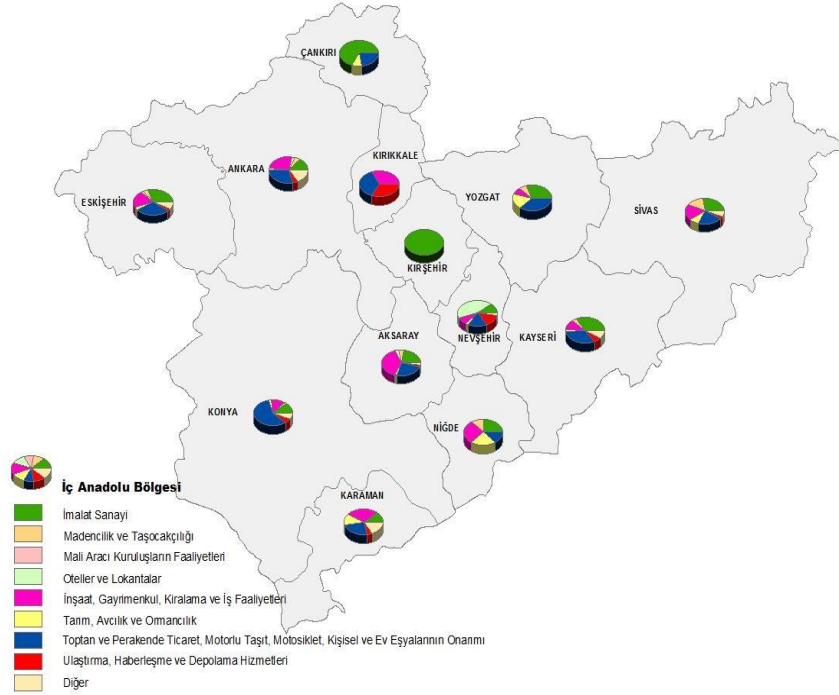 ÇANKIRI
ANKARA
KIRIKKALE
ESKİŞEHİR
YOZGAT
SİVAS
KIRŞEHİR
AKSARAY
NEVŞEHİR
KAYSERİ
KONYA
NİĞDE
KARAMAN
İç Anadolu Bölgesi
İmalat Sanayi
Madencilik ve Taşocakçılığı
Mali Aracı Kuruluşların Faaliyetleri
Oteller ve Lokantalar
İnşaat, Gayrimenkul, Kiralama ve İş Faaliyetleri
Tarım, Avcılık ve Ormancılık
Toptan ve Perakende Ticaret, Motorlu Taşıt, Motosiklet, Kişisel ve Ev Eşyalarının Onarımı
Ulaştırma, Haberleşme ve Depolama Hizmetleri
Diğer